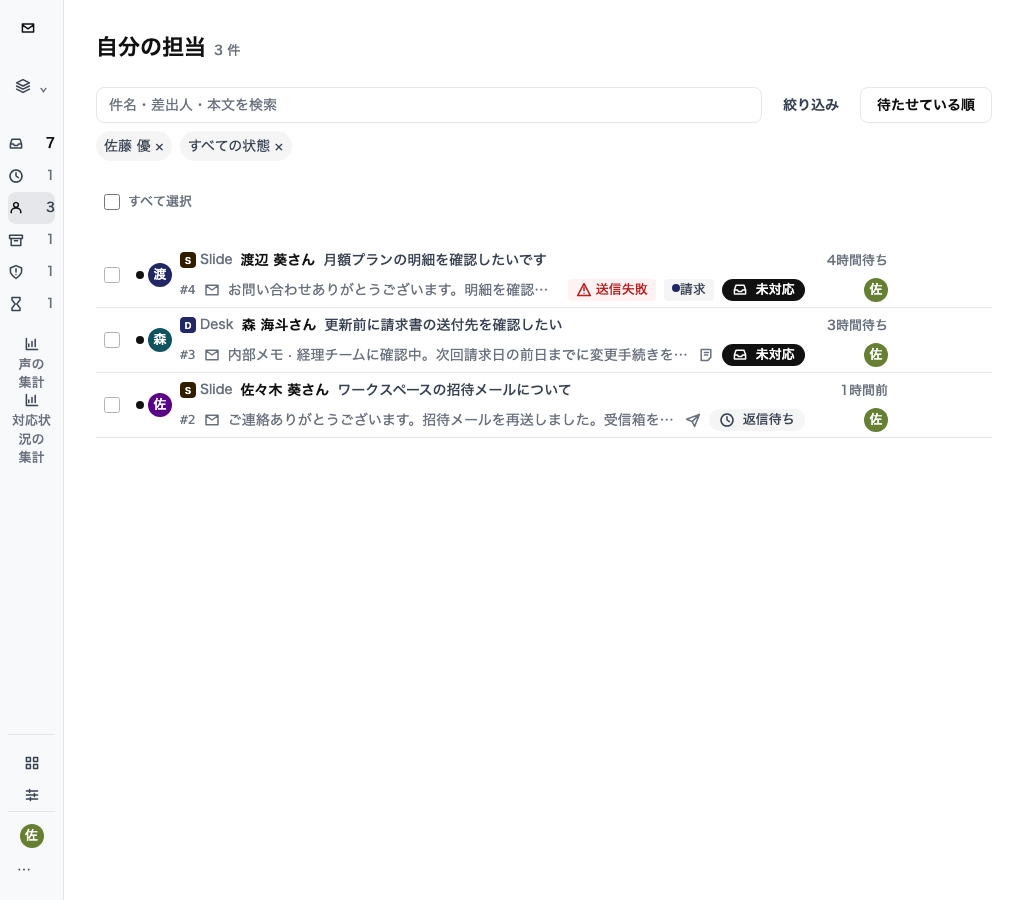 自分の担当 3 件
件名・差出人・本文を検索
絞り込み
待たせている順
佐藤 優 ×
すべての状態 ×
7
1
3
1
1
1
声の
集計
対応状
況の
集計
佐
…
すべて選択
渡
S Slide 渡辺 葵さん 月額プランの明細を確認したいです 4時間待ち
#4 お問い合わせありがとうございます。明細を確認… 送信失敗 請求 未対応 佐
森
D Desk 森 海斗さん 更新前に請求書の送付先を確認したい 3時間待ち
#3 内部メモ · 経理チームに確認中。次回請求日の前日までに変更手続きを… 未対応 佐
佐
S Slide 佐々木 葵さん ワークスペースの招待メールについて 1時間前
#2 ご連絡ありがとうございます。招待メールを再送しました。受信箱を… 返信待ち 佐